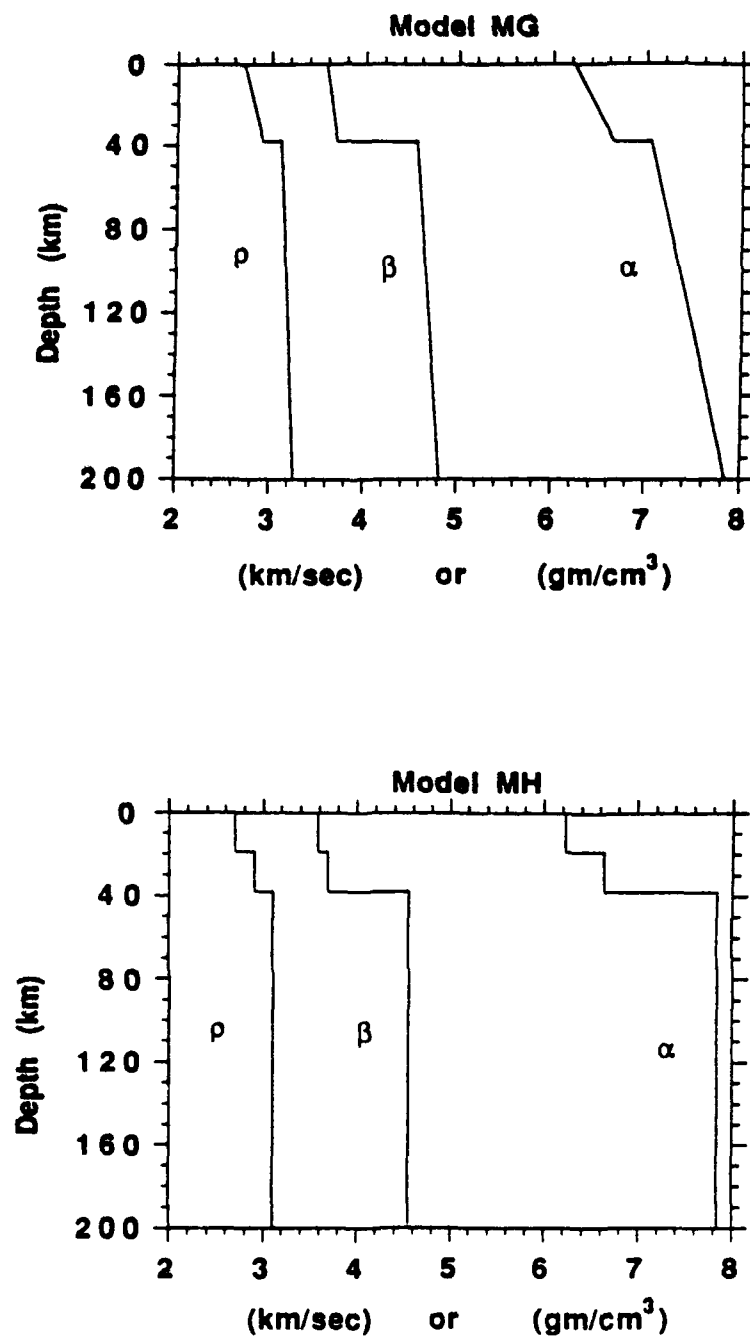 Model MG
0
40
80
120
160
200
Depth (km)
ρ
β
α
2 3 4 5 6 7 8
(km/sec) or (gm/cm³)
Model MH
0
40
80
120
160
200
Depth (km)
ρ
β
α
2 3 4 5 6 7 8
(km/sec) or (gm/cm³)